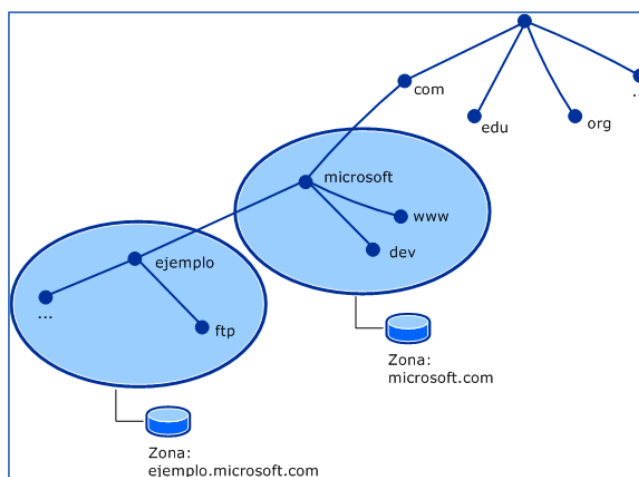 com
...
edu
org
microsoft
www
dev
ejemplo
...
ftp
Zona:
microsoft.com
Zona:
ejemplo.microsoft.com